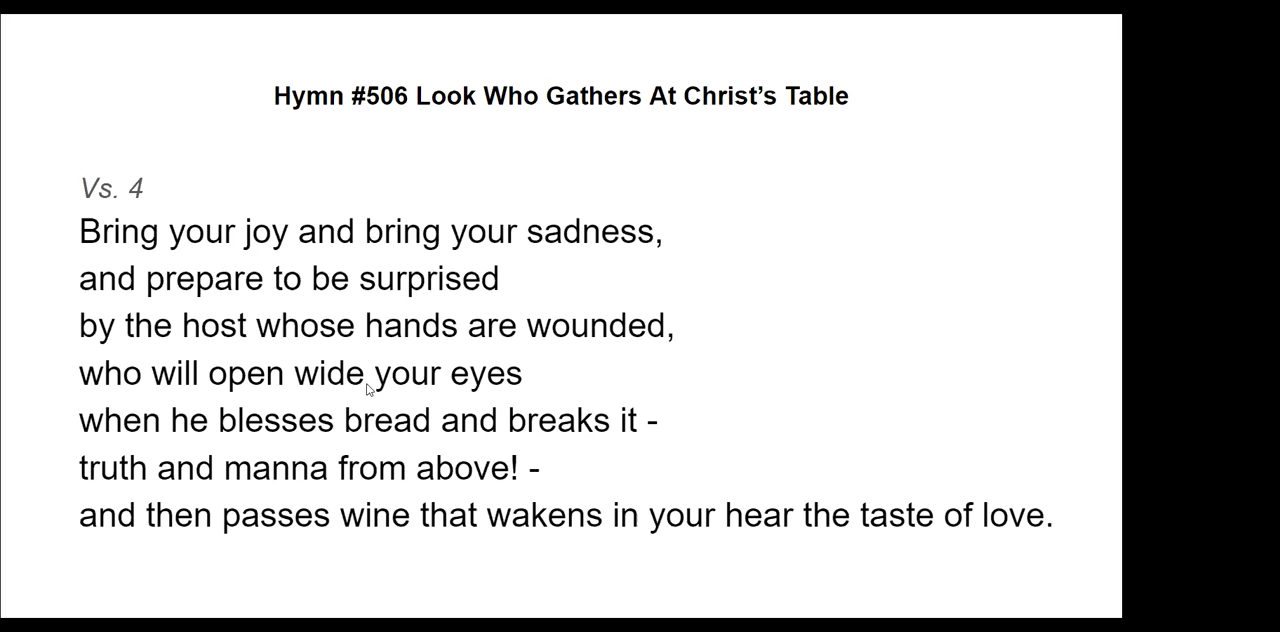 Hymn #506 Look Who Gathers At Christ’s Table
Vs. 4
Bring your joy and bring your sadness,
and prepare to be surprised
by the host whose hands are wounded,
who will open wide your eyes
when he blesses bread and breaks it -
truth and manna from above! -
and then passes wine that wakens in your hear the taste of love.